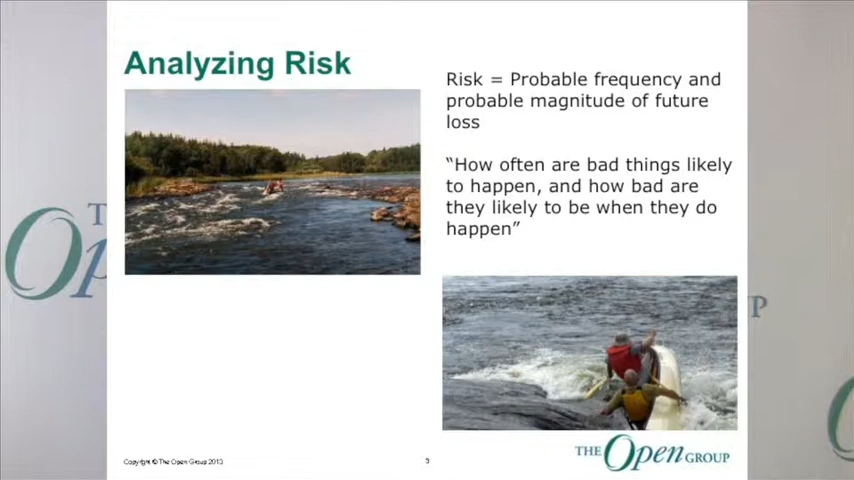 Analyzing Risk
Risk = Probable frequency and
probable magnitude of future
loss
“How often are bad things likely
to happen, and how bad are
they likely to be when they do
happen”
Copyright © The Open Group 2013
3
THE Open GROUP